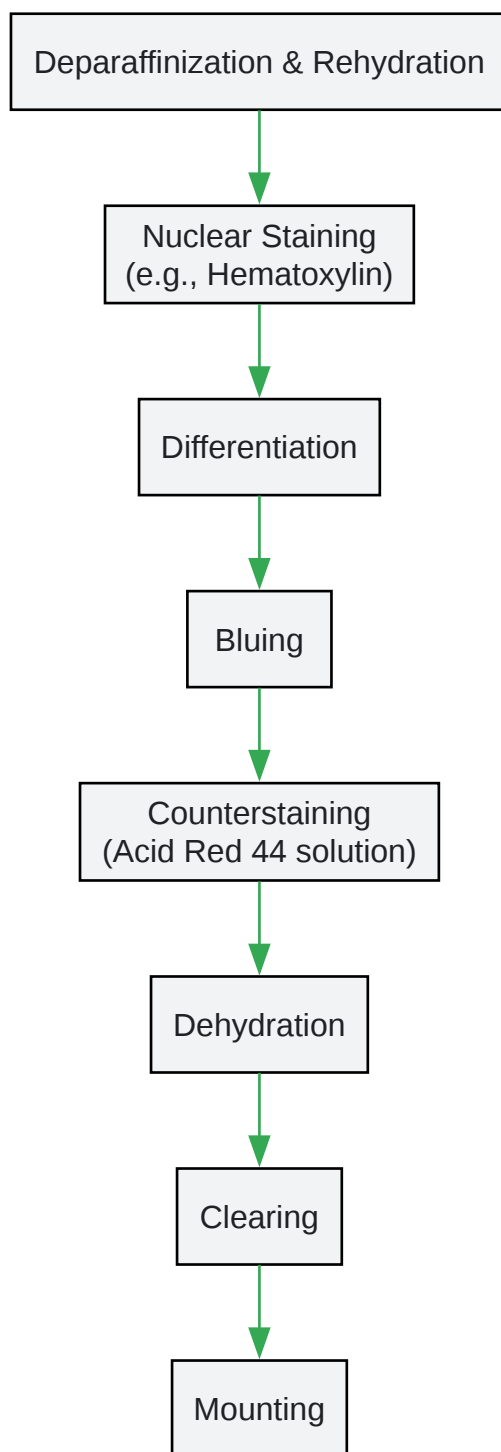 Deparaffinization & Rehydration
Nuclear Staining
(e.g., Hematoxylin)
Differentiation
Bluing
Counterstaining
(Acid Red 44 solution)
Dehydration
Clearing
Mounting